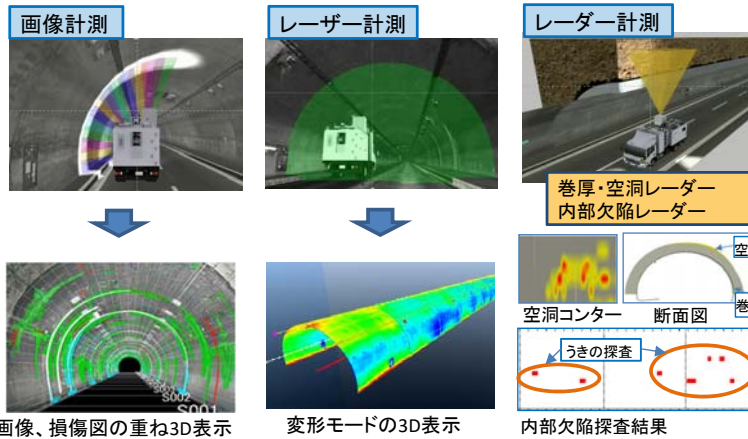 画像計測
レーザー計測
レーダー計測
巻厚・空洞レーダー
内部欠陥レーダー
空
巻
空洞コンター
断面図
うきの探査
S002
S001
画像、損傷図の重ね3D表示
変形モードの3D表示
内部欠陥探査結果